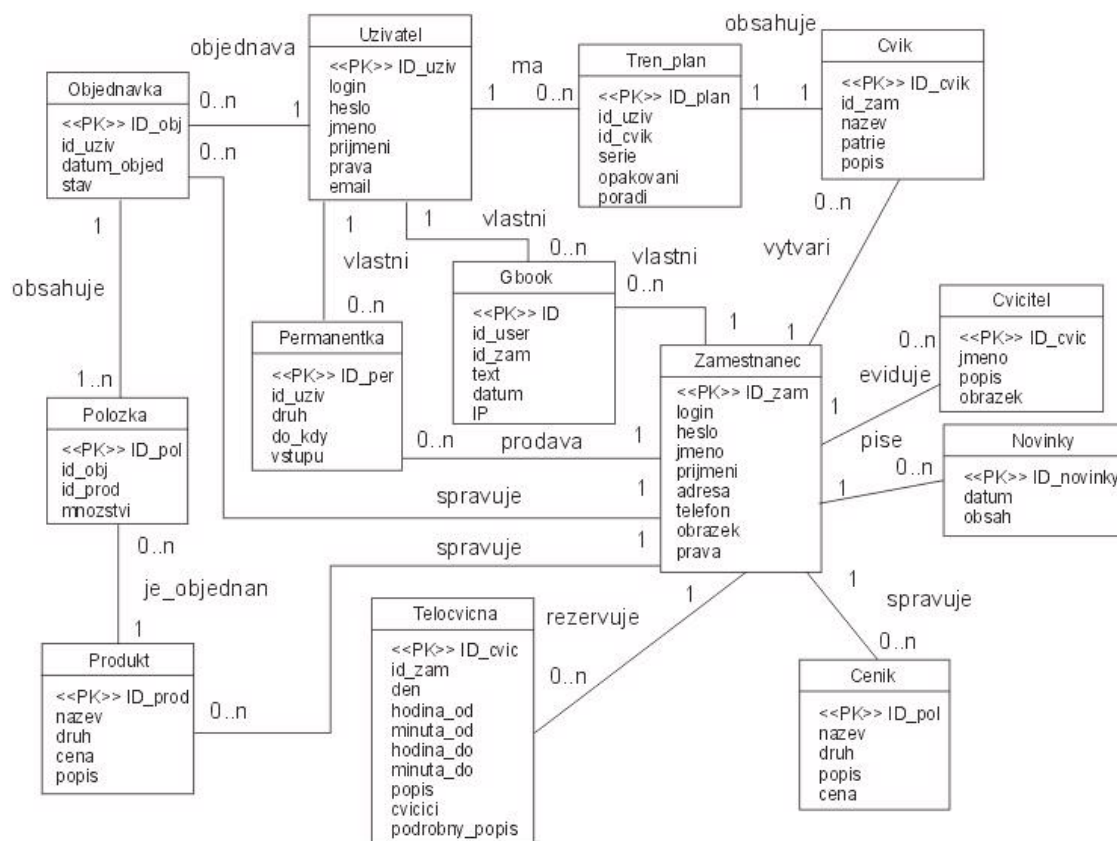 Uzivatel
<<PK>> ID_uziv
login
heslo
jmeno
prijmeni
prava
email
objednava
0..n
1
Objednavka
<<PK>> ID_obj
id_uziv
datum_objed
stav
0..n
1
ma
1
0..n
Tren_plan
<<PK>> ID_plan
id_uziv
id_cvik
serie
opakovani
poradi
obsahuje
1
1
Cvik
<<PK>> ID_cvik
id_zam
nazev
patrie
popis
0..n
vytvari
1
1
vlastni
0..n
1
vlastni
0..n
Gbook
<<PK>> ID
id_user
id_zam
text
datum
IP
vlastni
0..n
1
obsahuje
1..n
Permanentka
<<PK>> ID_per
id_uziv
druh
do_kdy
vstupu
0..n
prodava
1
Zamestnanec
<<PK>> ID_zam
login
heslo
jmeno
prijmeni
adresa
telefon
obrazek
prava
Cvicitel
<<PK>> ID_cvic
jmeno
popis
obrazek
0..n
eviduje
1
pise
0..n
1
Novinky
<<PK>> ID_novinky
datum
obsah
Polozka
<<PK>> ID_pol
id_obj
id_prod
mnozstvi
spravuje
1
spravuje
1
0..n
je_objednan
1
Produkt
<<PK>> ID_prod
nazev
druh
cena
popis
0..n
Telocvicna
<<PK>> ID_cvic
id_zam
den
hodina_od
minuta_od
hodina_do
minuta_do
popis
cvicici
podrobny_popis
rezervuje
1
0..n
1
spravuje
0..n
Cenik
<<PK>> ID_pol
nazev
druh
popis
cena